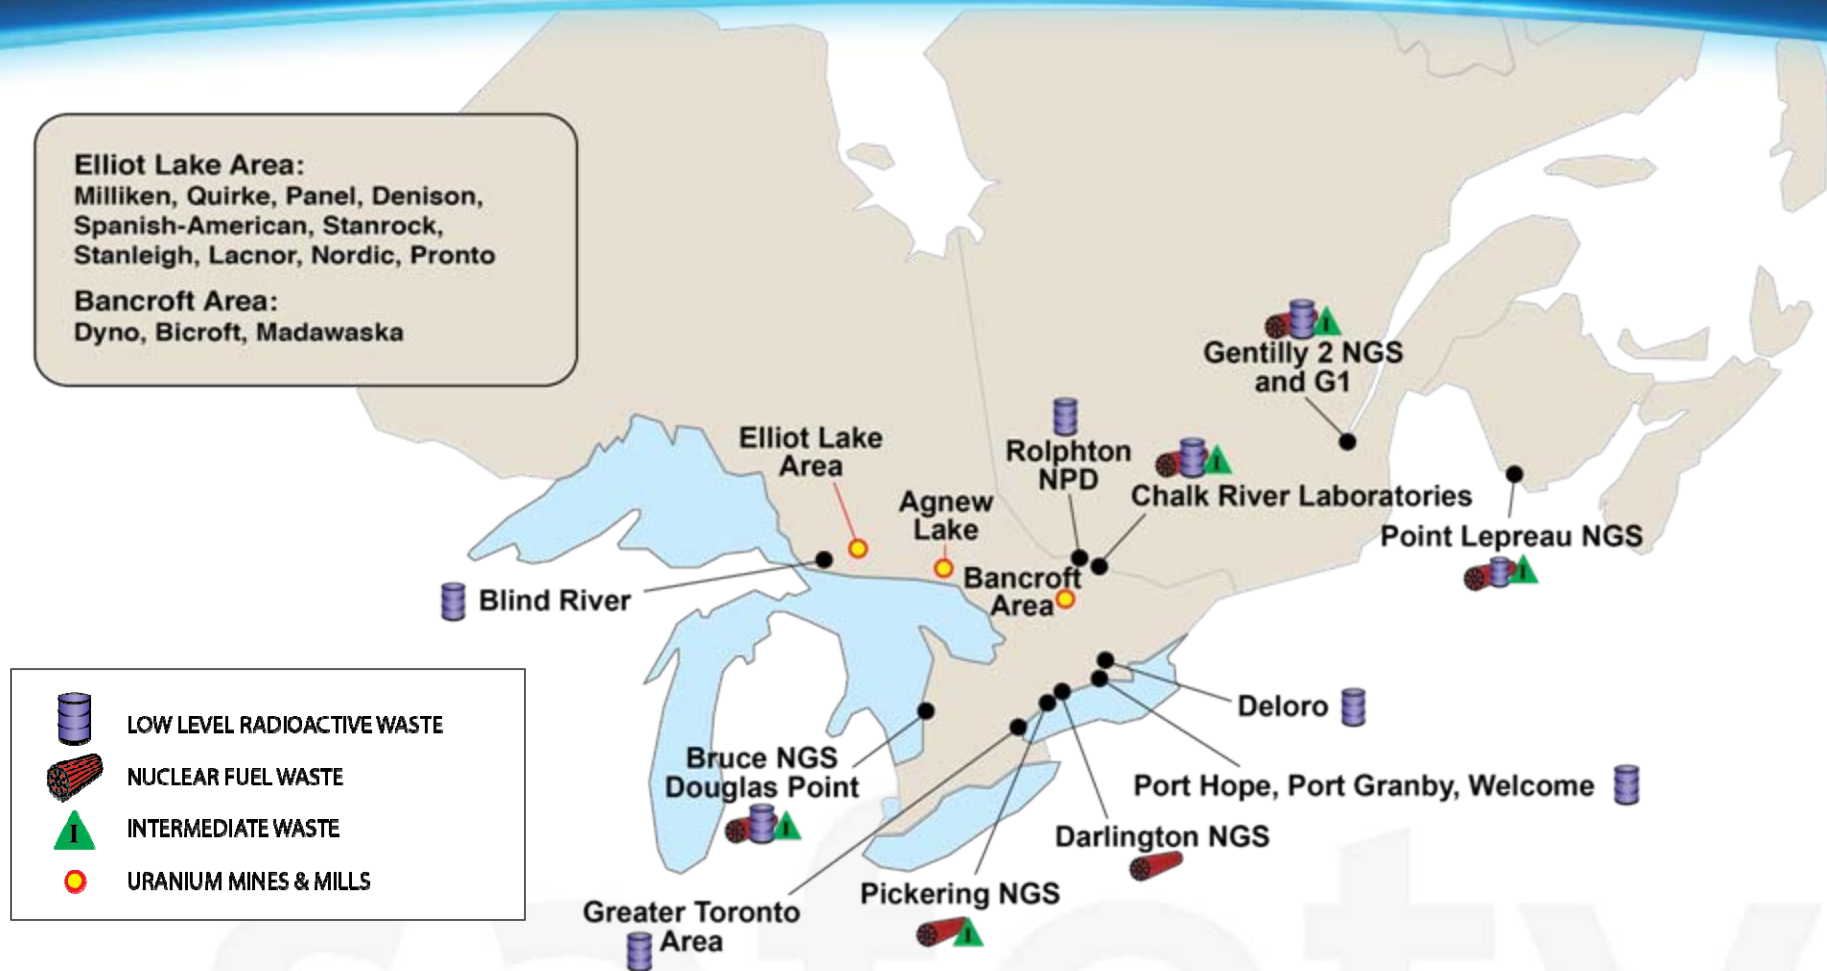 Elliot Lake Area:
Milliken, Quirke, Panel, Denison,
Spanish-American, Stanrock,
Stanleigh, Lacnor, Nordic, Pronto
Bancroft Area:
Dyno, Bicroft, Madawaska
Gentilly 2 NGS
and G1
Elliot Lake
Area
Rolphton
NPD
Agnew
Lake
Chalk River Laboratories
Point Lepreau NGS
Bancroft
Area
Blind River
Deloro
Bruce NGS
Douglas Point
Port Hope, Port Granby, Welcome
Darlington NGS
Pickering NGS
Greater Toronto
Area
LOW LEVEL RADIOACTIVE WASTE
NUCLEAR FUEL WASTE
I INTERMEDIATE WASTE
URANIUM MINES & MILLS
I
I
I
I
I